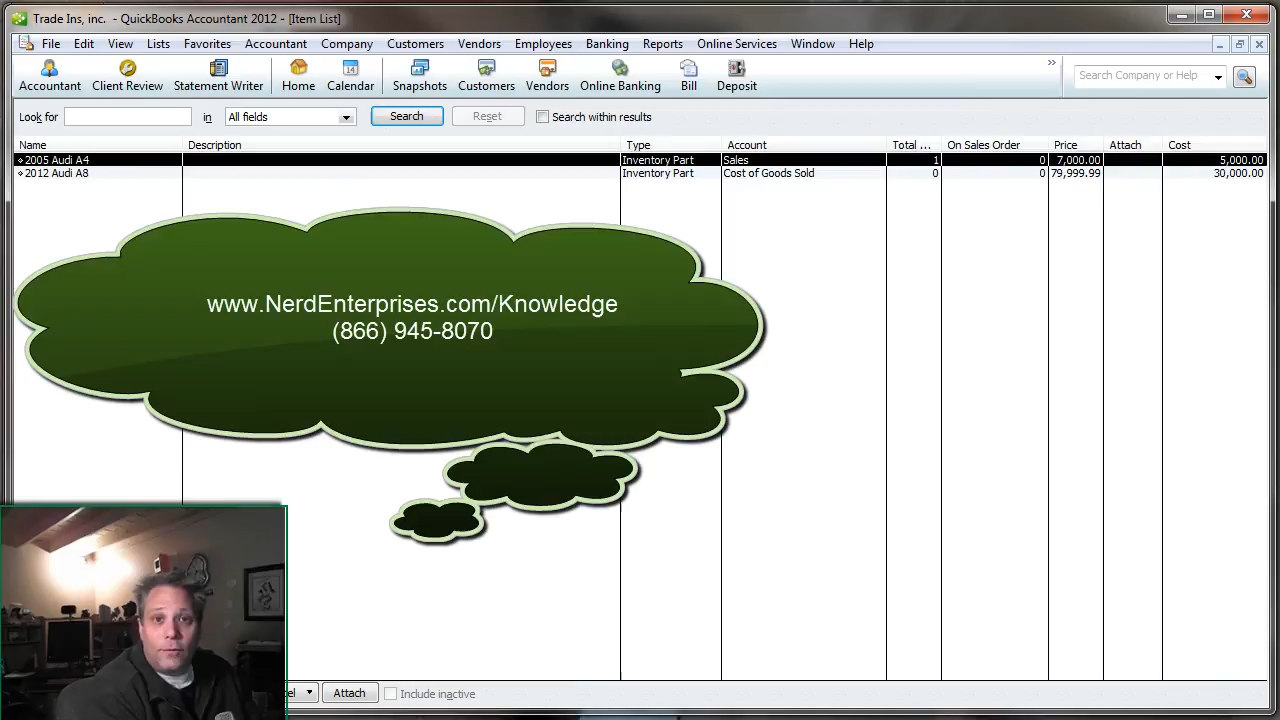 Trade Ins, inc. - QuickBooks Accountant 2012 - [Item List]
File Edit View Lists Favorites Accountant Company Customers Vendors Employees Banking Reports Online Services Window Help
Accountant Client Review Statement Writer Home Calendar Snapshots Customers Vendors Online Banking Bill Deposit
Search Company or Help
Look for in All fields Search Reset Search within results
Name Description Type Account Total ... On Sales Order Price Attach Cost
2005 Audi A4 Inventory Part Sales 1 0 7,000.00 5,000.00
2012 Audi A8 Inventory Part Cost of Goods Sold 0 0 79,999.99 30,000.00
www.NerdEnterprises.com/Knowledge
(866) 945-8070
Attach Include inactive